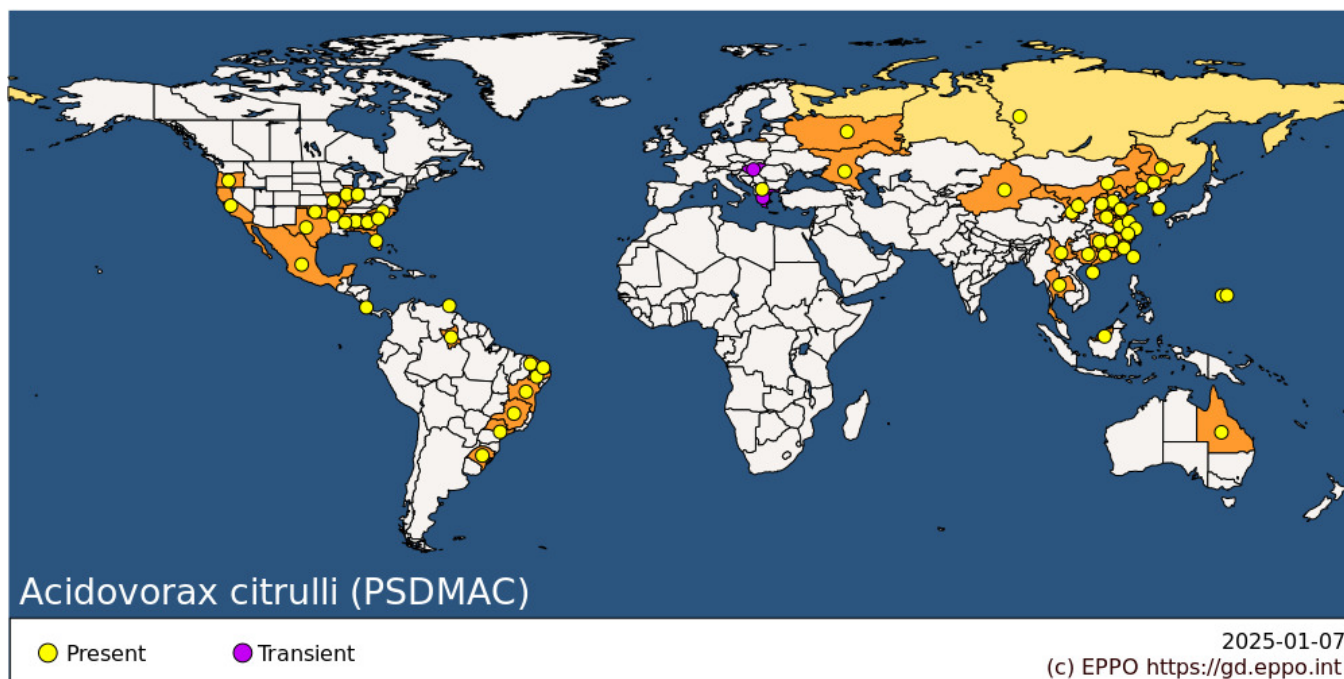 Acidovorax citrulli (PSDMAC)
Present
Transient
2025-01-07
(c) EPPO https://gd.eppo.int